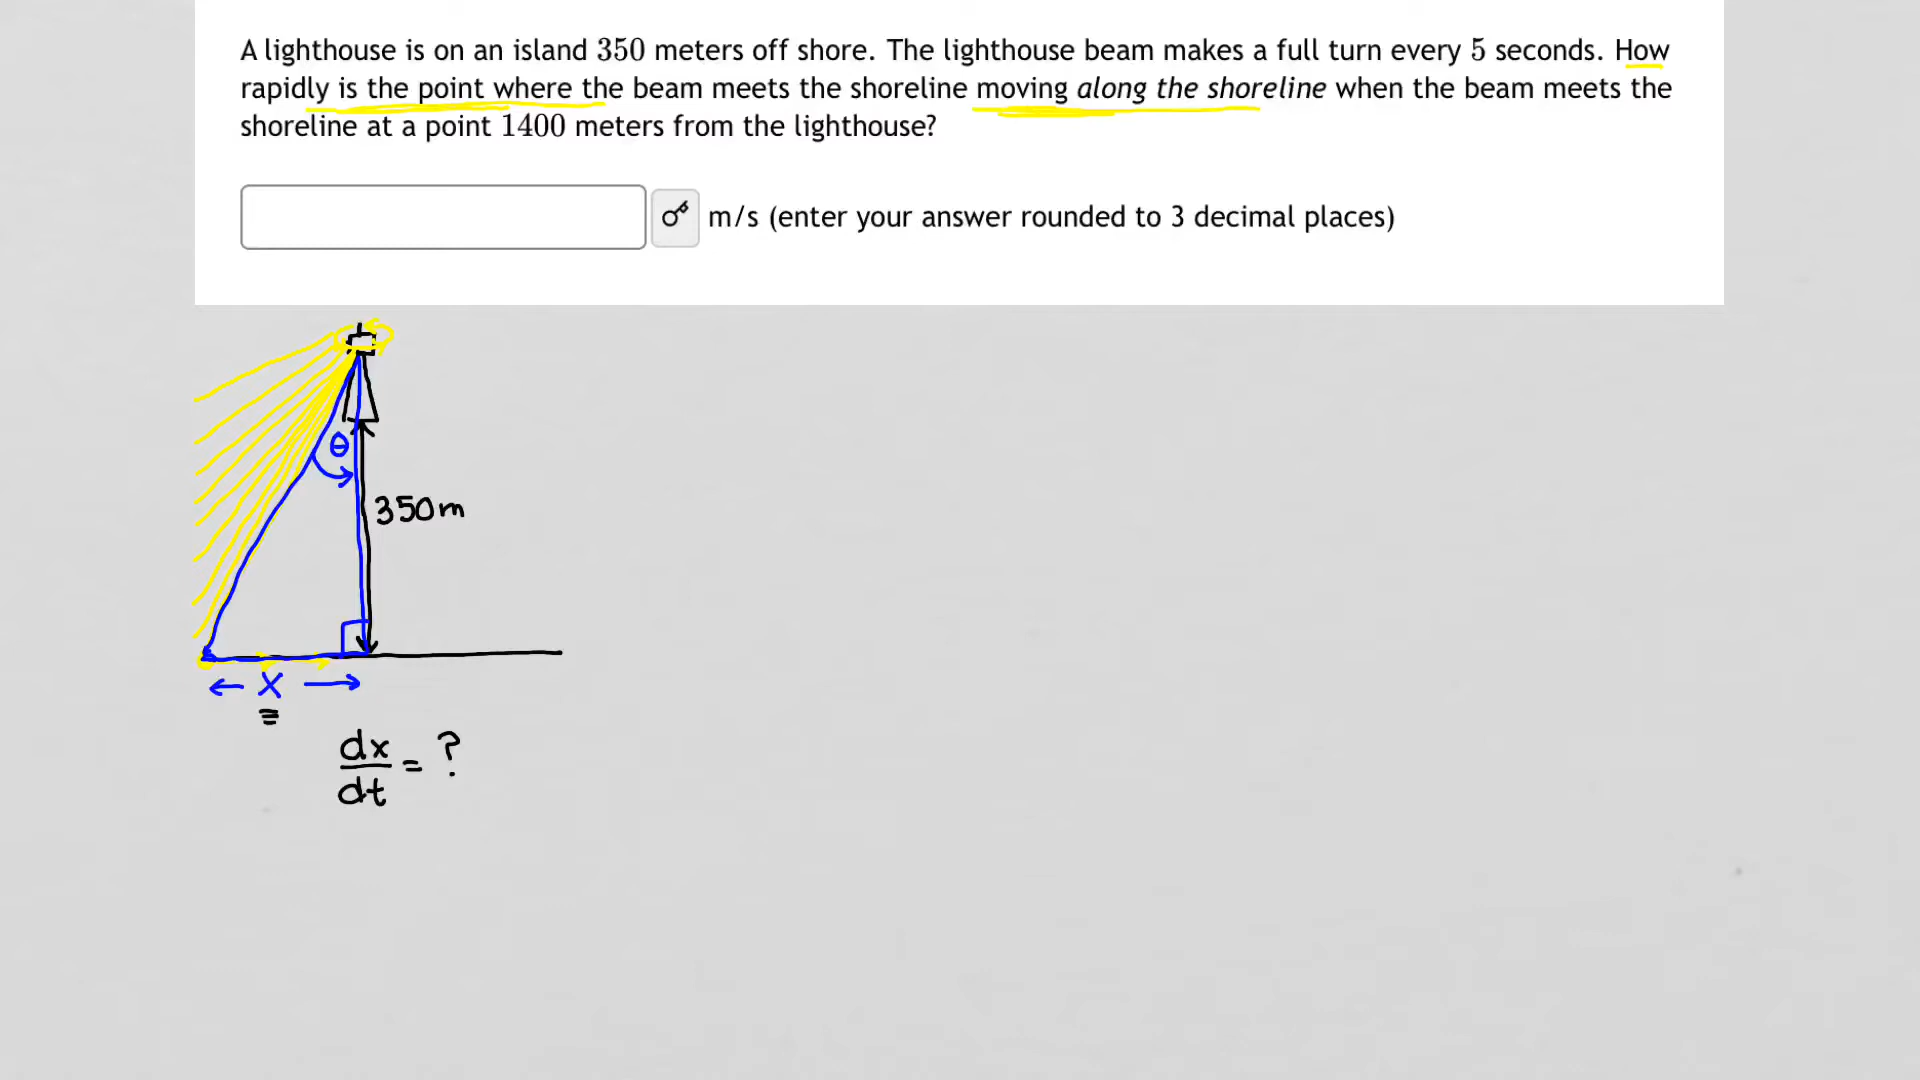 A lighthouse is on an island 350 meters off shore. The lighthouse beam makes a full turn every 5 seconds. How
rapidly is the point where the beam meets the shoreline moving along the shoreline when the beam meets the
shoreline at a point 1400 meters from the lighthouse?
m/s (enter your answer rounded to 3 decimal places)
θ
350m
x
dx
dt
= ?